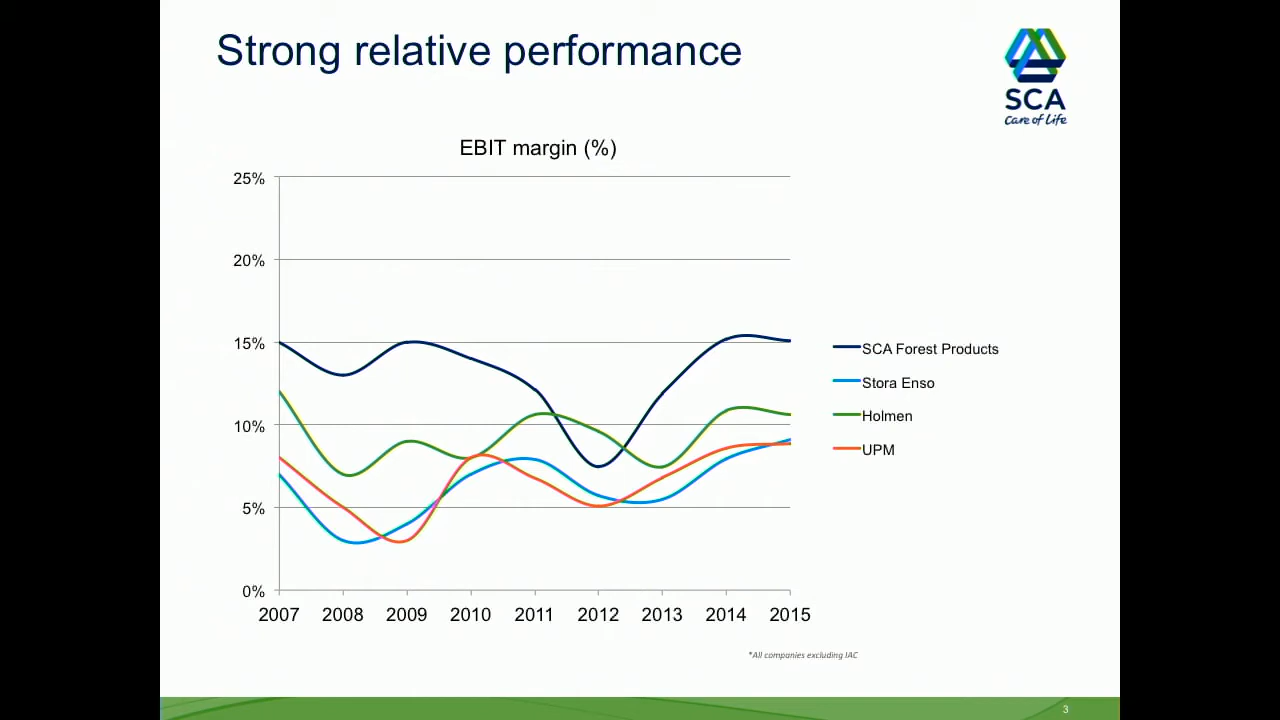 Strong relative performance
SCA
Care of Life
EBIT margin (%)
25%
20%
15%
10%
5%
0%
2007 2008 2009 2010 2011 2012 2013 2014 2015
SCA Forest Products
Stora Enso
Holmen
UPM
*All companies excluding IAC
3